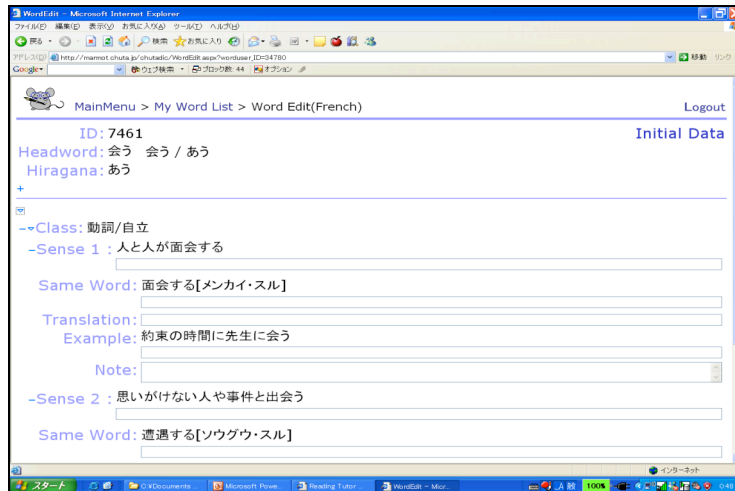 WordEdit - Microsoft Internet Explorer
ファイル(F) 編集(E) 表示(V) お気に入り(A) ツール(T) ヘルプ(H)
戻る 検索 お気に入り
アドレス(D) http://marmot.chuta.jp/chutadic/WordEdit.aspx?worduser_ID=34780 移動 リンク
Google ウェブ検索 ブロック数: 44 オプション
MainMenu > My Word List > Word Edit(French) Logout
ID: 7461 Initial Data
Headword: 会う 会う / あう
Hiragana: あう
+
-Class: 動詞/自立
-Sense 1 : 人と人が面会する
Same Word: 面会する[メンカイ・スル]
Translation:
Example: 約束の時間に先生に会う
Note:
-Sense 2 : 思いがけない人や事件と出会う
Same Word: 遭遇する[ソウグウ・スル]
インターネット
スタート C:¥Documents... Microsoft Powe... Reading Tutor... WordEdit - Micr... A 般 100% 0:48